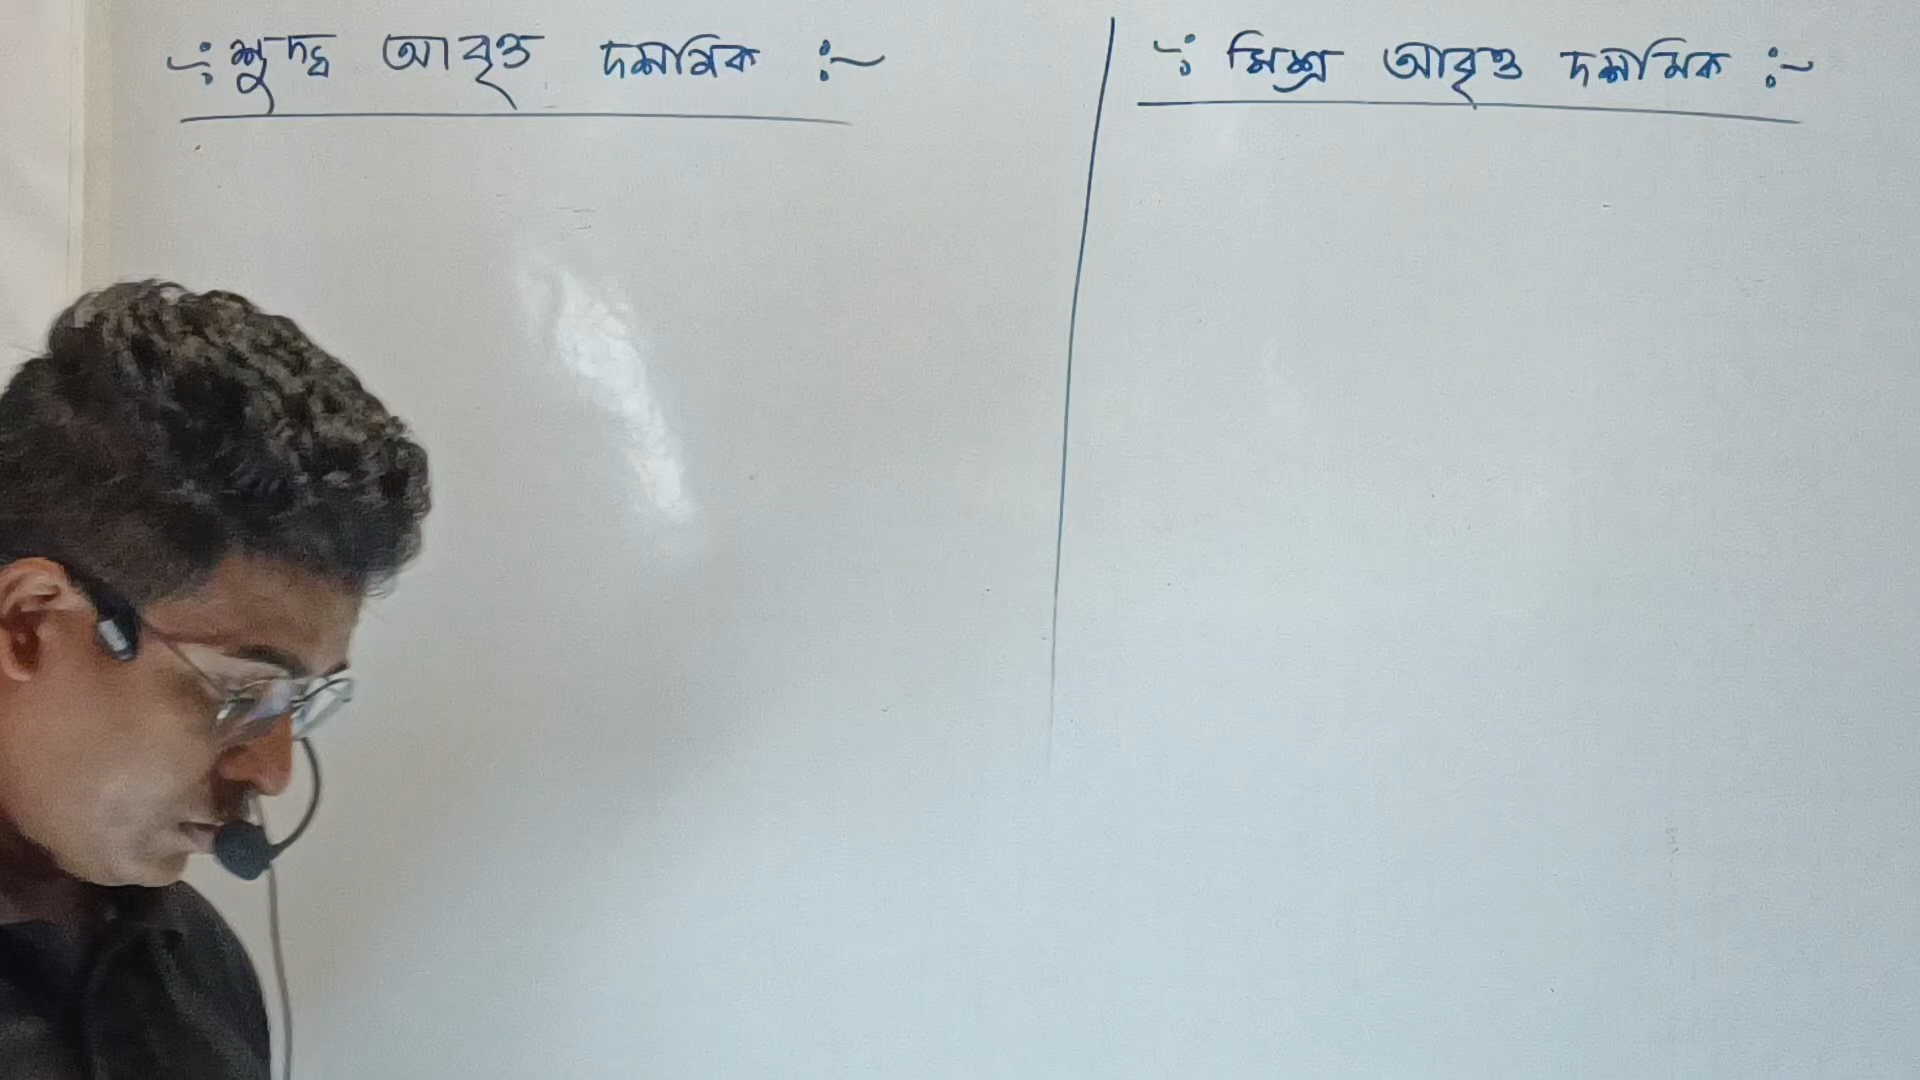 ÷ শুদ্ধ আবৃত্ত দশমিক :~
÷ মিশ্র আবৃত্ত দশমিক :~